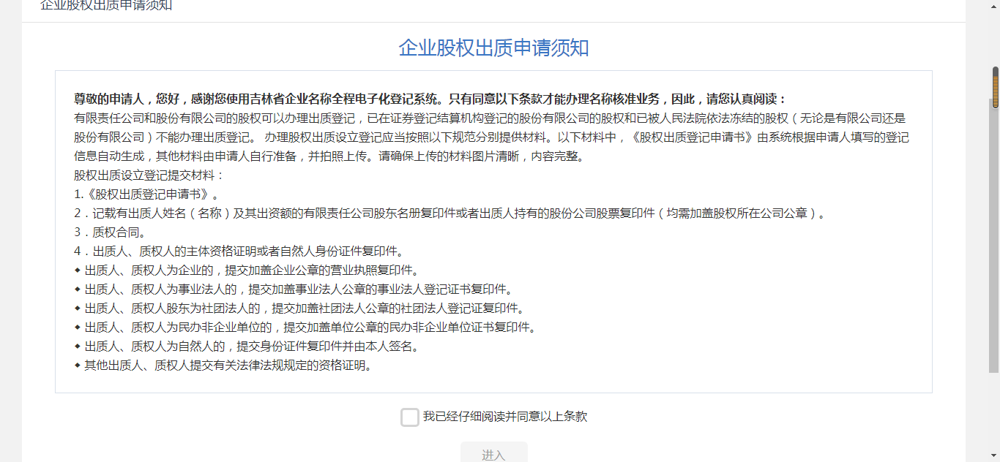 企业股权出质申请须知
企业股权出质申请须知
尊敬的申请人，您好，感谢您使用吉林省企业名称全程电子化登记系统。只有同意以下条款才能办理名称核准业务，因此，请您认真阅读：
有限责任公司和股份有限公司的股权可以办理出质登记，已在证券登记结算机构登记的股份有限公司的股权和已被人民法院依法冻结的股权（无论是有限公司还是
股份有限公司）不能办理出质登记。 办理股权出质设立登记应当按照以下规范分别提供材料。以下材料中，《股权出质登记申请书》由系统根据申请人填写的登记
信息自动生成，其他材料由申请人自行准备，并拍照上传。请确保上传的材料图片清晰，内容完整。
股权出质设立登记提交材料：
1.《股权出质登记申请书》。
2．记载有出质人姓名（名称）及其出资额的有限责任公司股东名册复印件或者出质人持有的股份公司股票复印件（均需加盖股权所在公司公章）。
3．质权合同。
4．出质人、质权人的主体资格证明或者自然人身份证件复印件。
◆ 出质人、质权人为企业的，提交加盖企业公章的营业执照复印件。
◆ 出质人、质权人为事业法人的，提交加盖事业法人公章的事业法人登记证书复印件。
◆ 出质人、质权人股东为社团法人的，提交加盖社团法人公章的社团法人登记证复印件。
◆ 出质人、质权人为民办非企业单位的，提交加盖单位公章的民办非企业单位证书复印件。
◆ 出质人、质权人为自然人的，提交身份证件复印件并由本人签名。
◆ 其他出质人、质权人提交有关法律法规规定的资格证明。
我已经仔细阅读并同意以上条款
进入